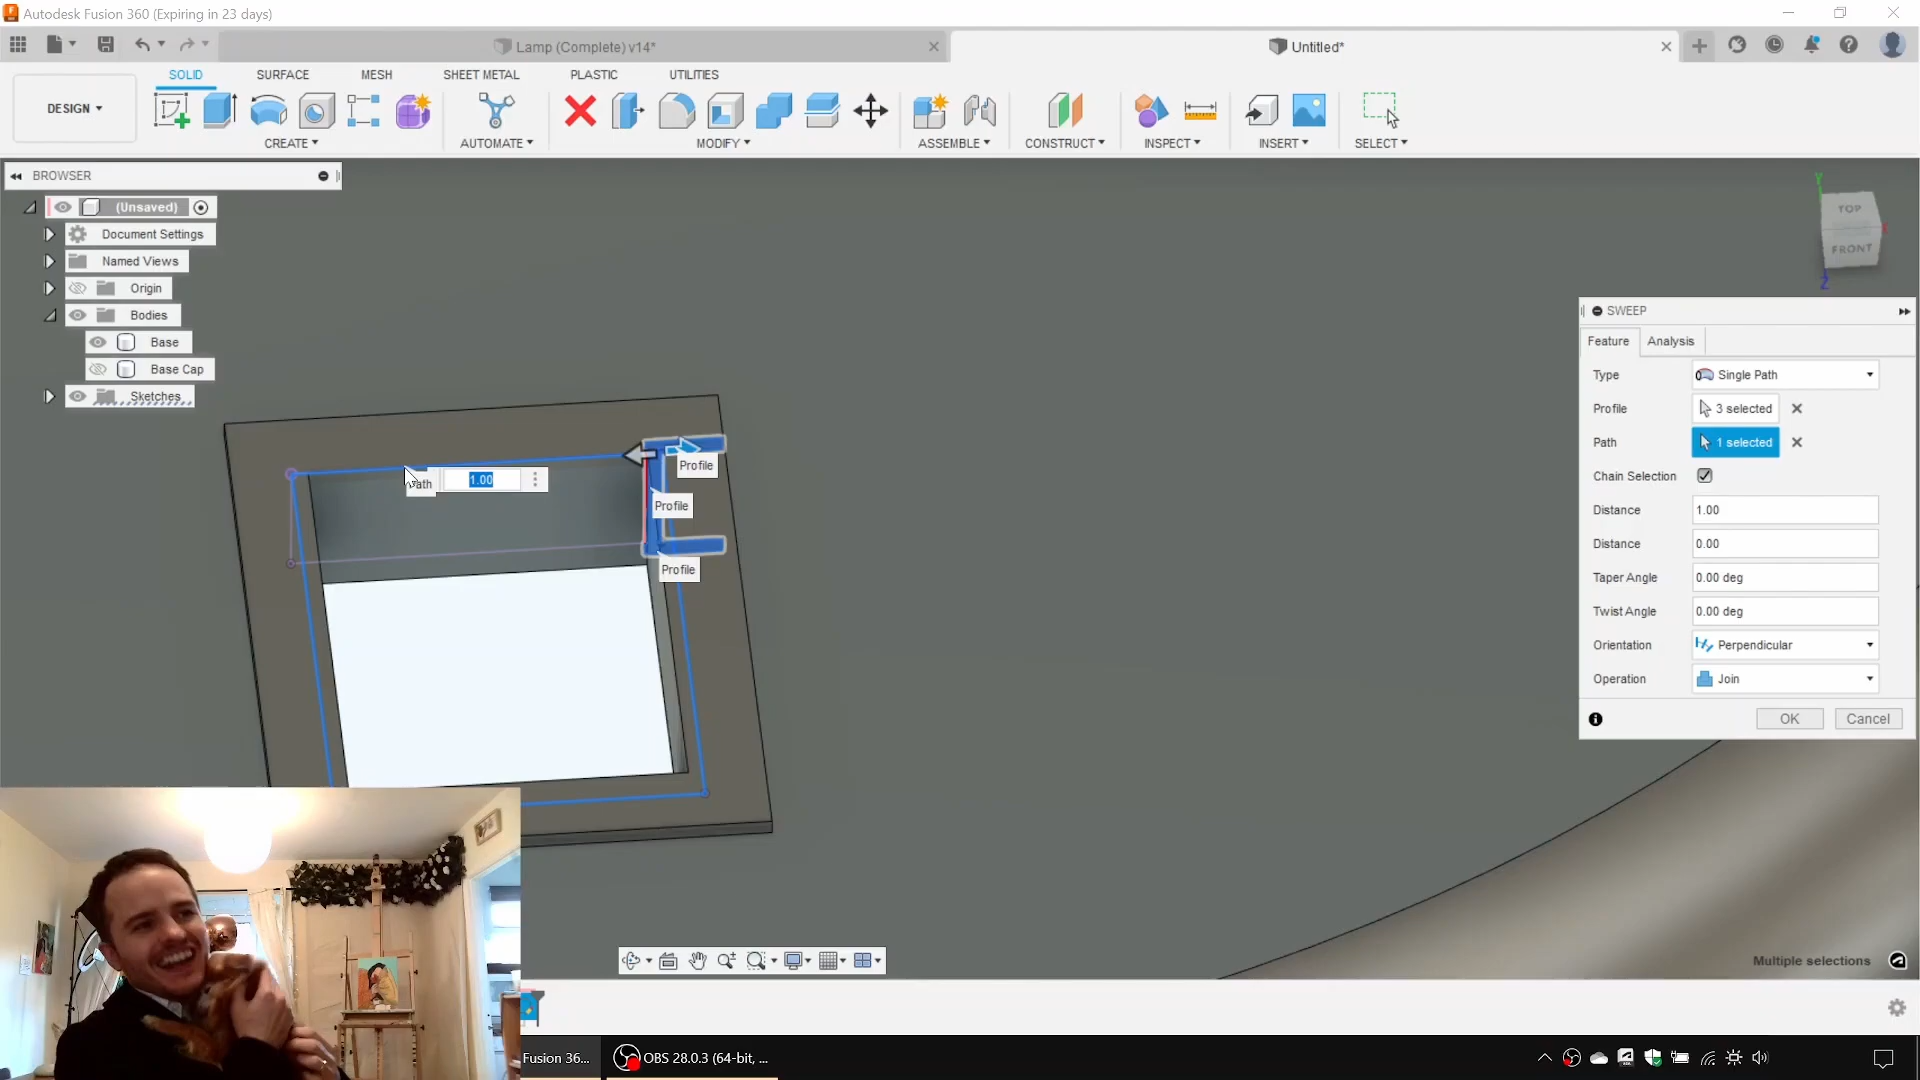 Autodesk Fusion 360 (Expiring in 23 days)
Lamp (Complete) v14*
Untitled*
DESIGN
SOLID
SURFACE
MESH
SHEET METAL
PLASTIC
UTILITIES
CREATE
AUTOMATE
MODIFY
ASSEMBLE
CONSTRUCT
INSPECT
INSERT
SELECT
BROWSER
(Unsaved)
Document Settings
Named Views
Origin
Bodies
Base
Base Cap
Sketches
Y
TOP
X
FRONT
Z
Profile
1.00
Profile
Profile
SWEEP
Feature
Analysis
Type
Single Path
Profile
3 selected
Path
1 selected
Chain Selection
Distance
1.00
Distance
0.00
Taper Angle
0.00 deg
Twist Angle
0.00 deg
Orientation
Perpendicular
Operation
Join
OK
Cancel
Multiple selections
Fusion 36...
OBS 28.0.3 (64-bit, ...